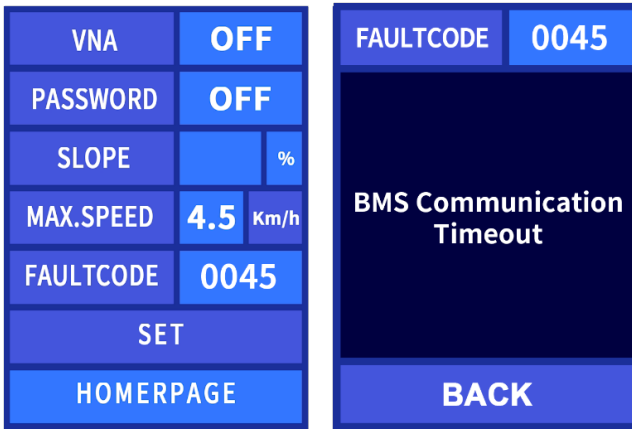 VNA OFF
PASSWORD OFF
SLOPE %
MAX.SPEED 4.5 Km/h
FAULTCODE 0045
SET
HOMERPAGE
FAULTCODE 0045
BMS Communication
Timeout
BACK